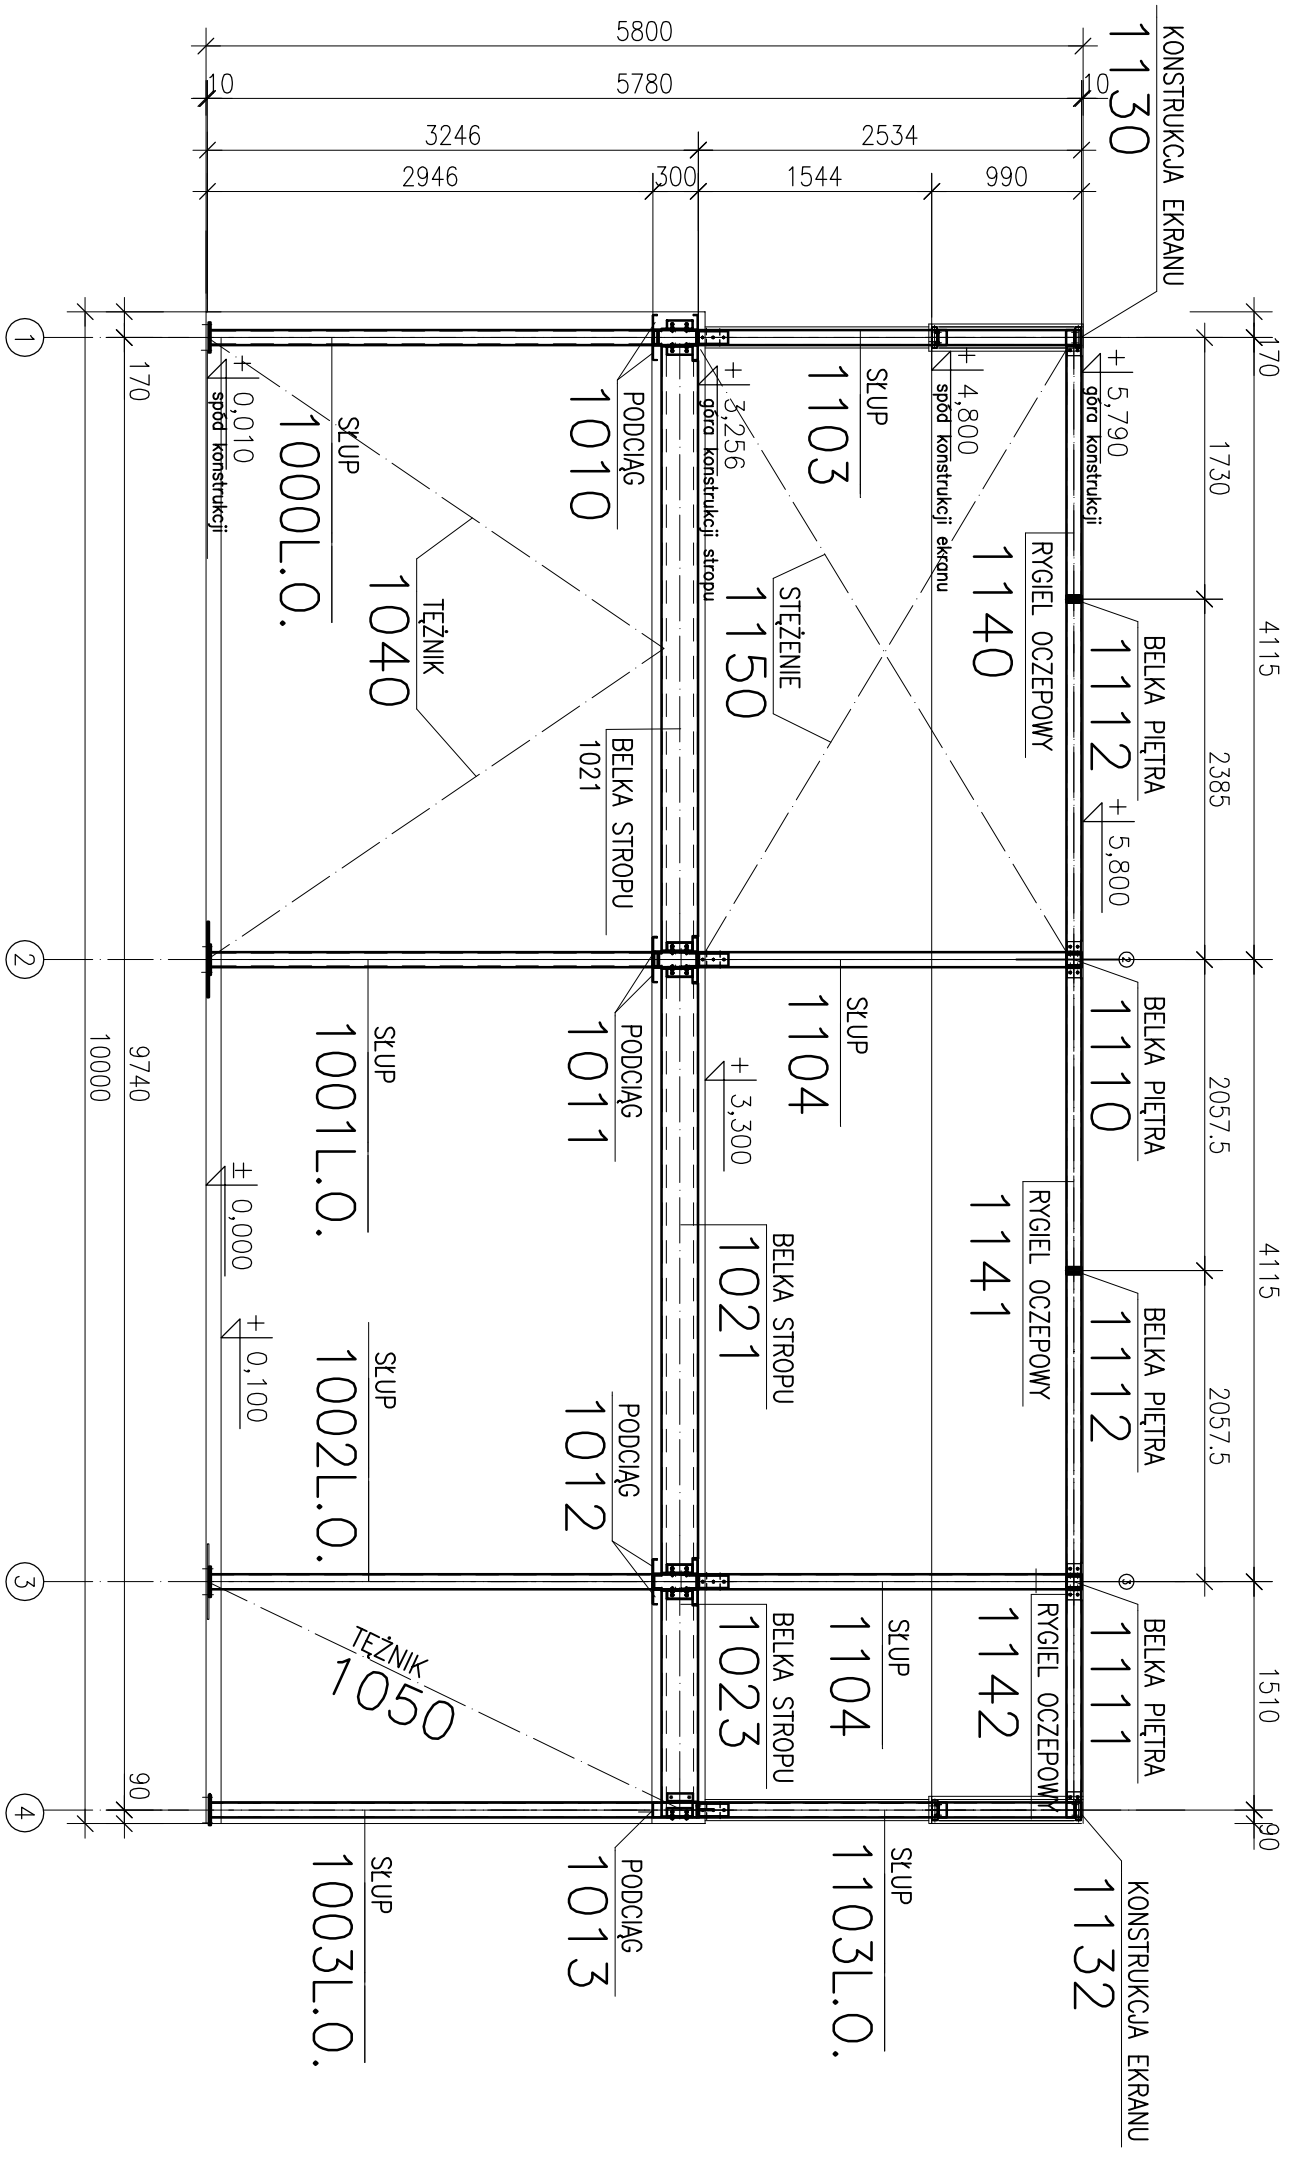 KONSTRUKCJA EKRANU
1130
KONSTRUKCJA EKRANU
1132
170
4115
4115
1510
90
1730
2385
2057.5
2057.5
BELKA PIĘTRA
1112
BELKA PIĘTRA
1110
BELKA PIĘTRA
1112
BELKA PIĘTRA
1111
+ 5,790
góra konstrukcji
+ 5,800
2
3
RYGIEL OCZEPOWY
1140
RYGIEL OCZEPOWY
1141
RYGIEL OCZEPOWY
1142
+ 4,800
spód konstrukcji ekranu
SŁUP
1103
SŁUP
1104
SŁUP
1104
SŁUP
1103L.O.
STĘŻENIE
1150
+ 3,256
góra konstrukcji stropu
+ 3,300
BELKA STROPU
1021
BELKA STROPU
1023
BELKA STROPU
1021
PODCIĄG
1010
PODCIĄG
1011
PODCIĄG
1012
PODCIĄG
1013
TĘŻNIK
1040
TĘŻNIK
1050
SŁUP
1000L.O.
SŁUP
1001L.O.
SŁUP
1002L.O.
SŁUP
1003L.O.
+ 0,010
spód konstrukcji
± 0,000
+ 0,100
5800
10
5780
10
3246
2534
2946
300
1544
990
170
9740
90
10000
1
2
3
4